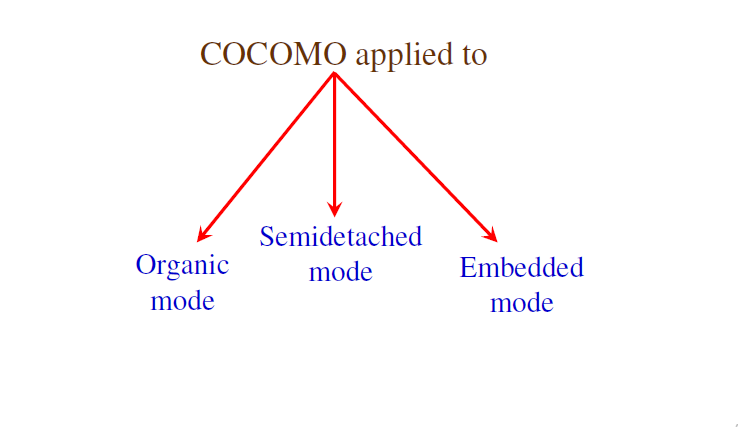 COCOMO applied to
Organic
mode
Semidetached
mode
Embedded
mode